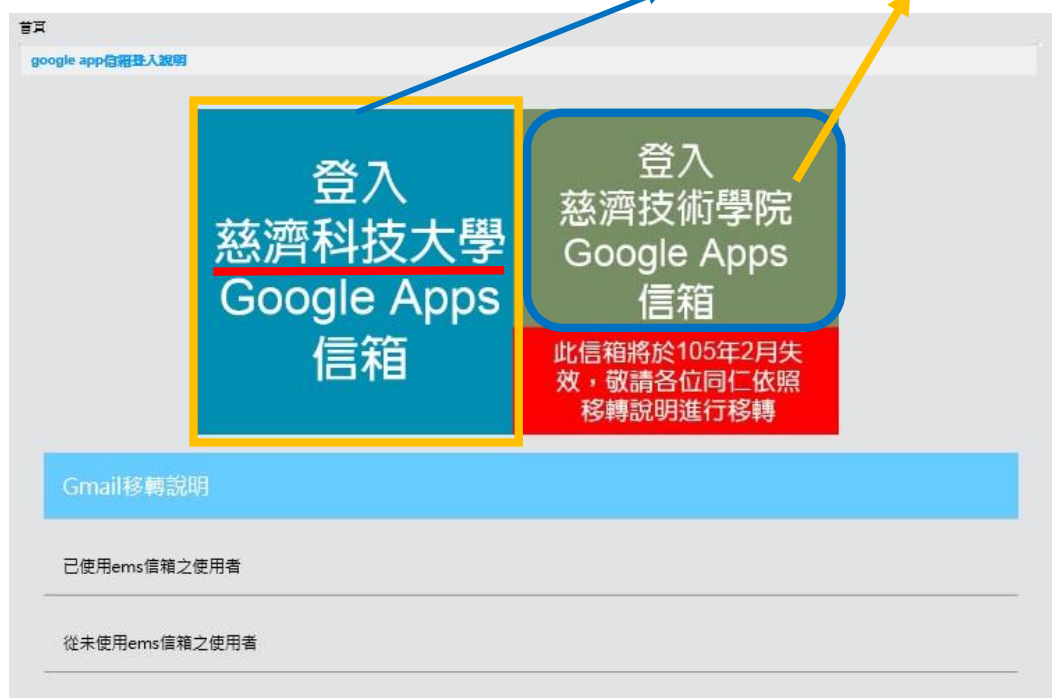 首頁
google app信箱登入說明
登入
慈濟科技大學
Google Apps
信箱
登入
慈濟技術學院
Google Apps
信箱
此信箱將於105年2月失
效，敬請各位同仁依照
移轉說明進行移轉
Gmail移轉說明
已使用ems信箱之使用者
從未使用ems信箱之使用者